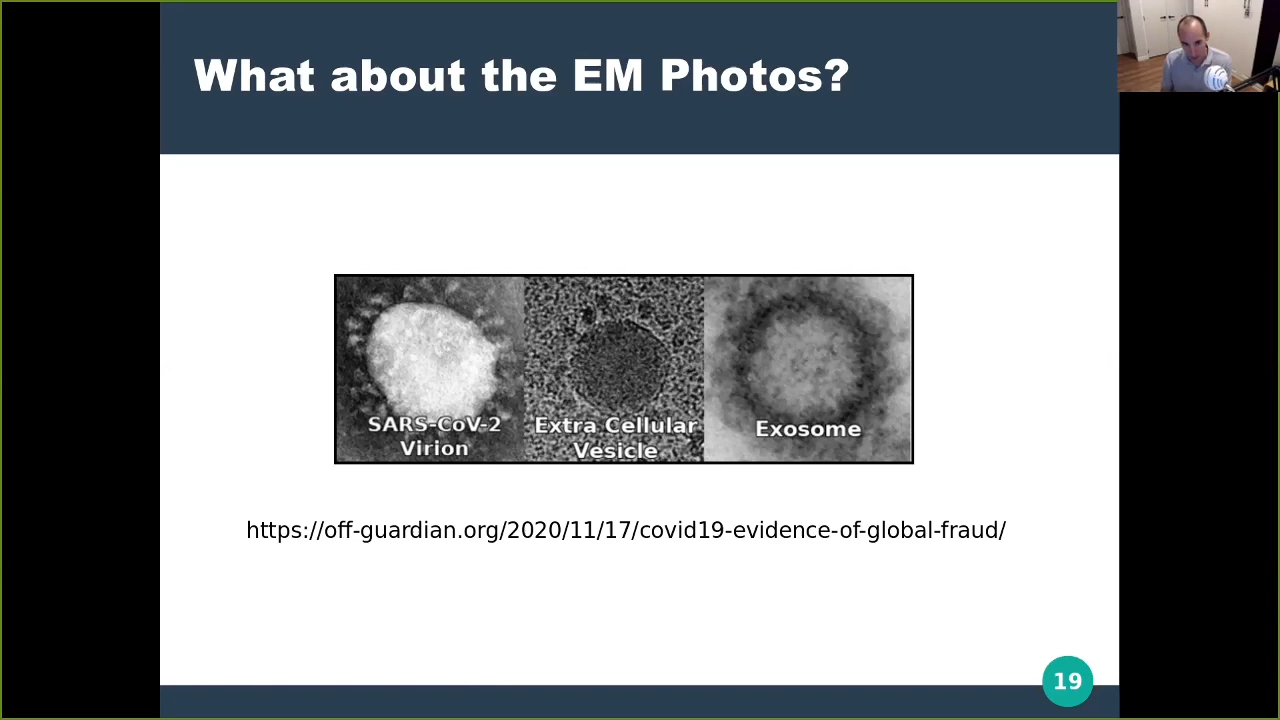 What about the EM Photos?
SARS-CoV-2
Virion
Extra Cellular
Vesicle
Exosome
https://off-guardian.org/2020/11/17/covid19-evidence-of-global-fraud/
19